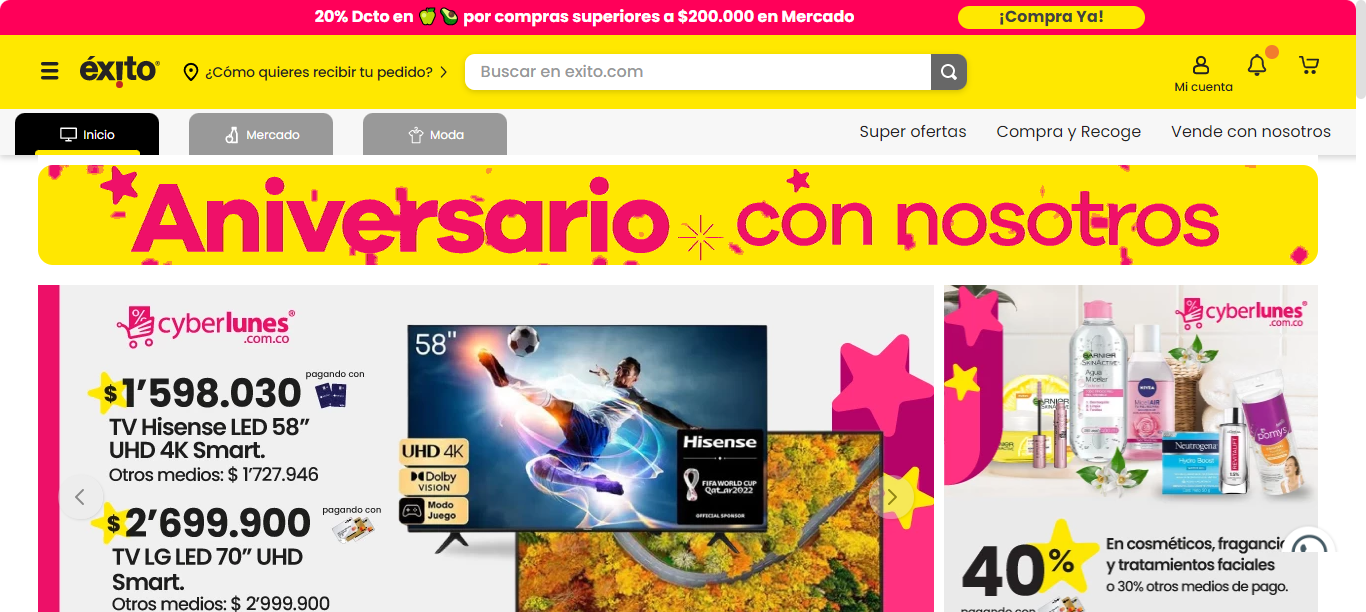 20% Dcto en 🍏🥑 por compras superiores a $200.000 en Mercado
¡Compra Ya!
éxito
¿Cómo quieres recibir tu pedido?
Buscar en exito.com
Mi cuenta
Inicio
Mercado
Moda
Super ofertas
Compra y Recoge
Vende con nosotros
Aniversario con nosotros
cyberlunes®
.com.co
$1’598.030
pagando con
TV Hisense LED 58”
UHD 4K Smart.
Otros medios: $ 1’727.946
$2’699.900
pagando con
TV LG LED 70” UHD
Smart.
Otros medios: $ 2’999.900
58"
UHD 4K
Dolby
VISION
Modo
Juego
Hisense
FIFA WORLD CUP
Qatar2022
OFFICIAL SPONSOR
cyberlunes®
.com.co
GARNIER
SKINACTIVE
Agua
Micelar
GARNIER
NIVEA
MicellAIR
Neutrogena
Hydro Boost
REVITALIFT
Pomys
40%
En cosméticos, fragancia
y tratamientos faciales
o 30% otros medios de pago.
pagando con